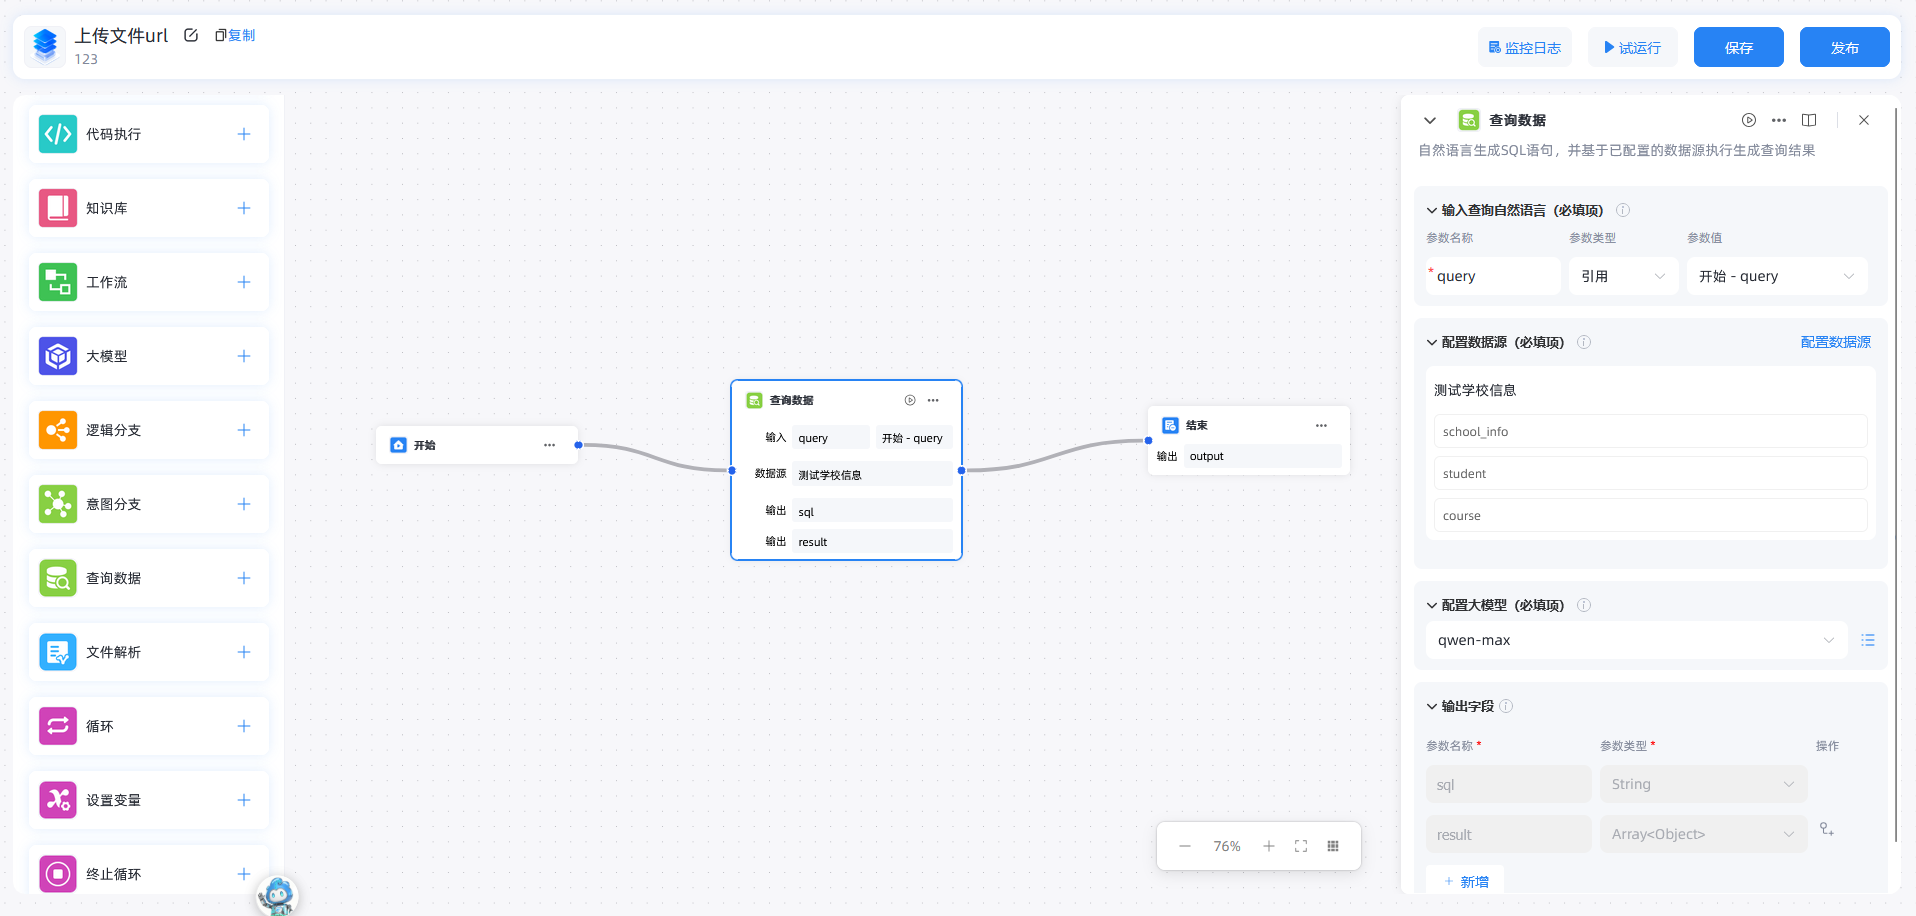 上传文件url
复制
123
监控日志
试运行
保存
发布
代码执行
知识库
工作流
大模型
逻辑分支
意图分支
查询数据
文件解析
循环
设置变量
终止循环
开始
查询数据
输入 query 开始 - query
数据源 测试学校信息
输出 sql
输出 result
结束
输出 output
76%
查询数据
自然语言生成SQL语句，并基于已配置的数据源执行生成查询结果
输入查询自然语言（必填项）
参数名称 参数类型 参数值
* query 引用 开始 - query
配置数据源（必填项） 配置数据源
测试学校信息
school_info
student
course
配置大模型（必填项）
qwen-max
输出字段
参数名称 * 参数类型 * 操作
sql String
result Array<Object>
+ 新增